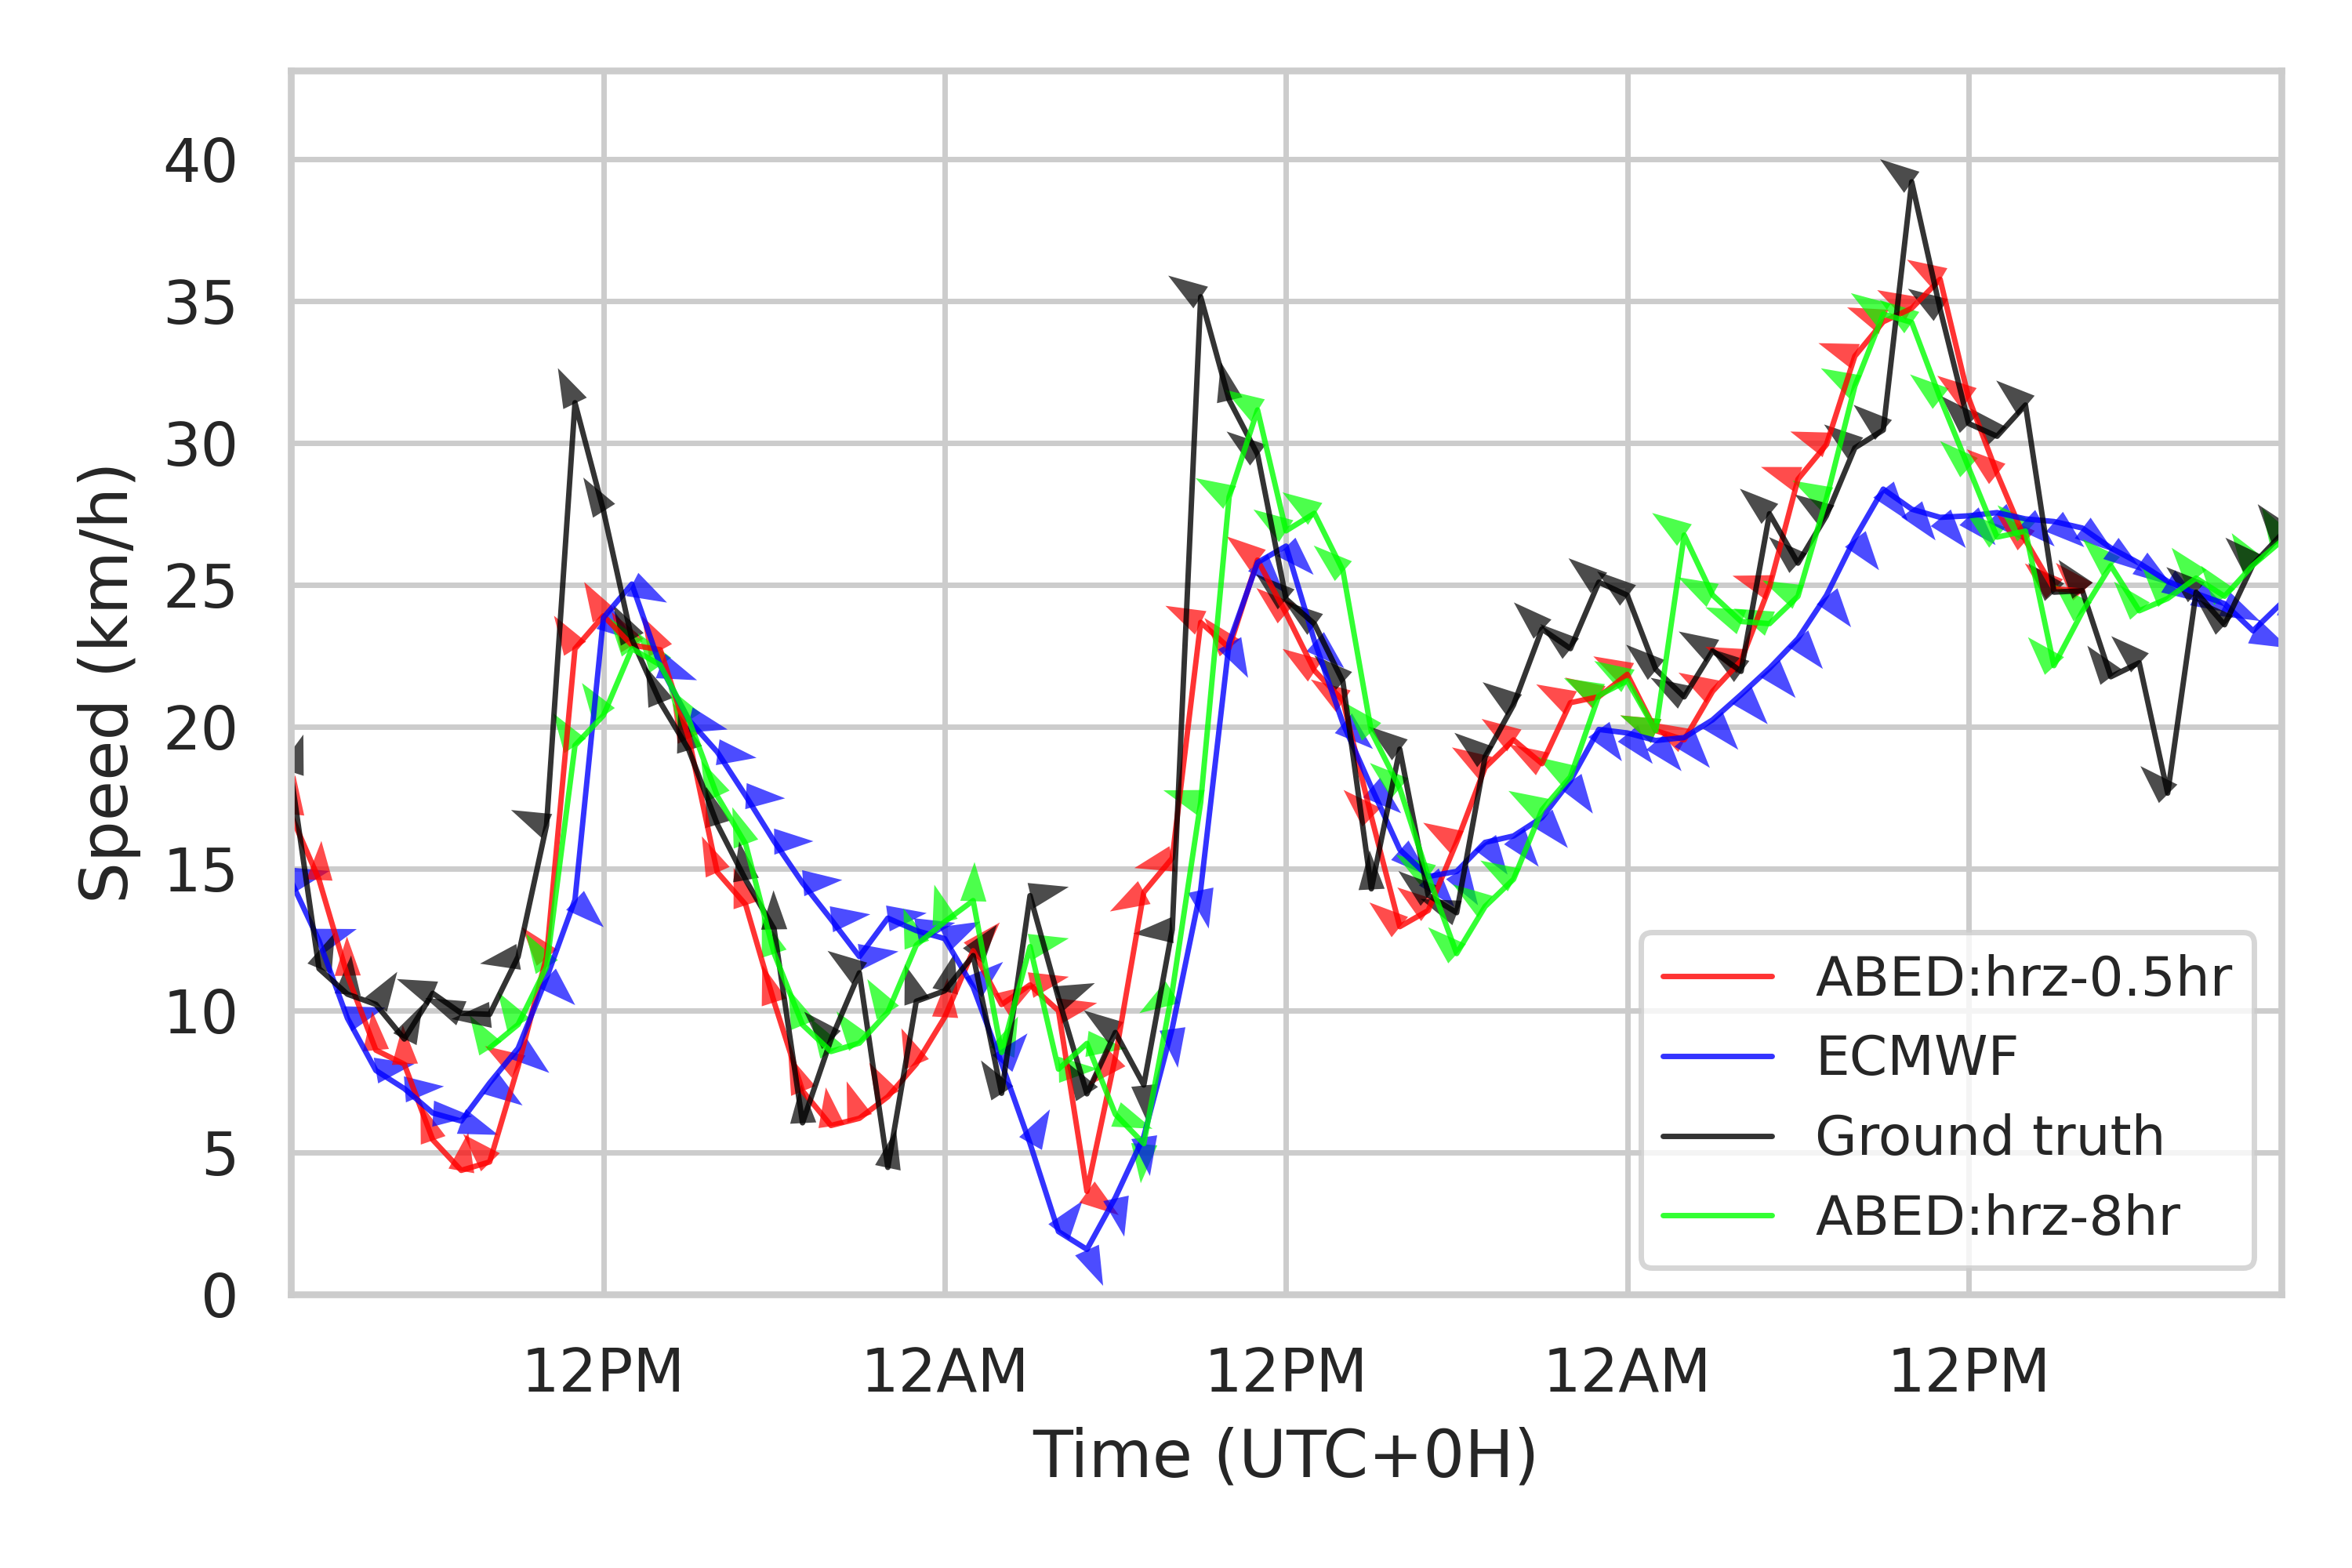 40
35
30
25
20
15
10
5
0
Speed (km/h)
12PM 12AM 12PM 12AM 12PM
Time (UTC+0H)
ABED:hrz-0.5hr
ECMWF
Ground truth
ABED:hrz-8hr